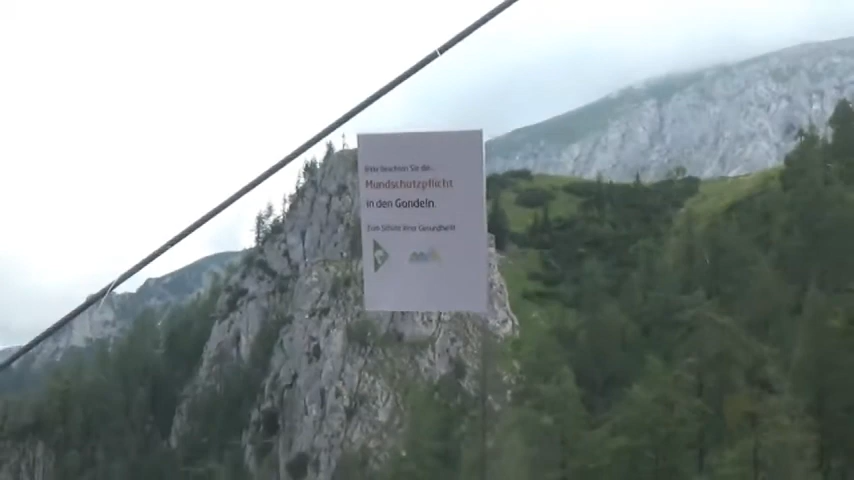 Bitte beachten Sie die
Mundschutzpflicht
in den Gondeln.
Zum Schutz Ihrer Gesundheit!